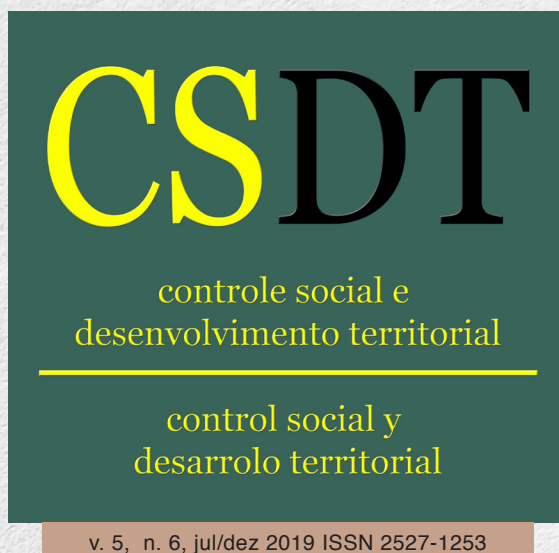 CSDT
controle social e
desenvolvimento territorial
control social y
desarrolo territorial
v. 5, n. 6, jul/dez 2019 ISSN 2527-1253